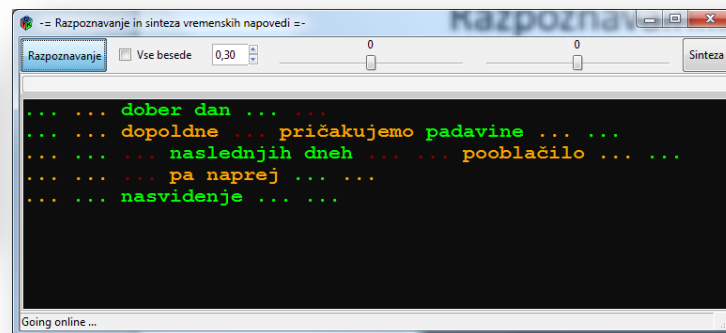 Razpoznavan
-= Razpoznavanje in sinteza vremenskih napovedi =-
Razpoznavanje Vse besede 0,30 0 0 Sinteza
... ... dober dan ... ...
... ... dopoldne ... pričakujemo padavine ... ...
... ... ... naslednjih dneh ... ... pooblačilo ... ...
... ... ... pa naprej ... ...
... ... nasvidenje ... ...
Going online ...